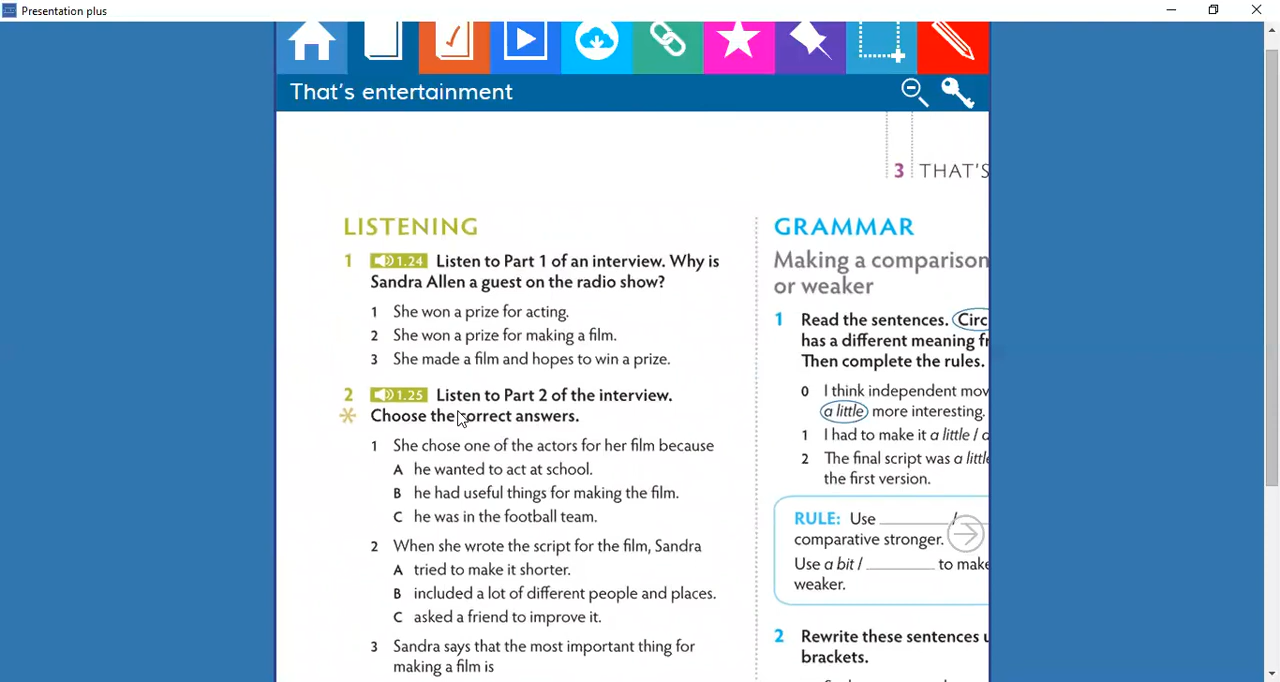 Presentation plus
That's entertainment
3 THAT'S
LISTENING
1 1.24 Listen to Part 1 of an interview. Why is
Sandra Allen a guest on the radio show?
1 She won a prize for acting.
2 She won a prize for making a film.
3 She made a film and hopes to win a prize.
2 1.25 Listen to Part 2 of the interview.
Choose the correct answers.
1 She chose one of the actors for her film because
A he wanted to act at school.
B he had useful things for making the film.
C he was in the football team.
2 When she wrote the script for the film, Sandra
A tried to make it shorter.
B included a lot of different people and places.
C asked a friend to improve it.
3 Sandra says that the most important thing for
making a film is
GRAMMAR
Making a comparison
or weaker
1 Read the sentences. Circ
has a different meaning fr
Then complete the rules.
0 I think independent mov
a little more interesting.
1 I had to make it a little / a
2 The final script was a little
the first version.
RULE: Use ________ /
comparative stronger.
Use a bit / ________ to make
weaker.
2 Rewrite these sentences u
brackets.